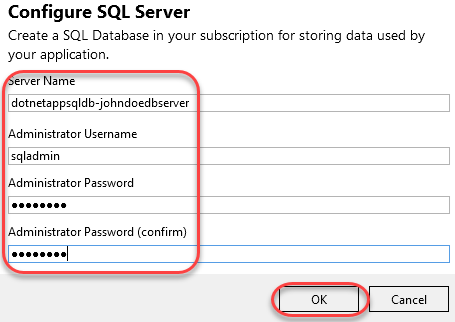 Configure SQL Server
Create a SQL Database in your subscription for storing data used by
your application.
Server Name
dotnetappsqldb-johndoedbserver
Administrator Username
sqladmin
Administrator Password
●●●●●●●●
Administrator Password (confirm)
●●●●●●●●
OK
Cancel